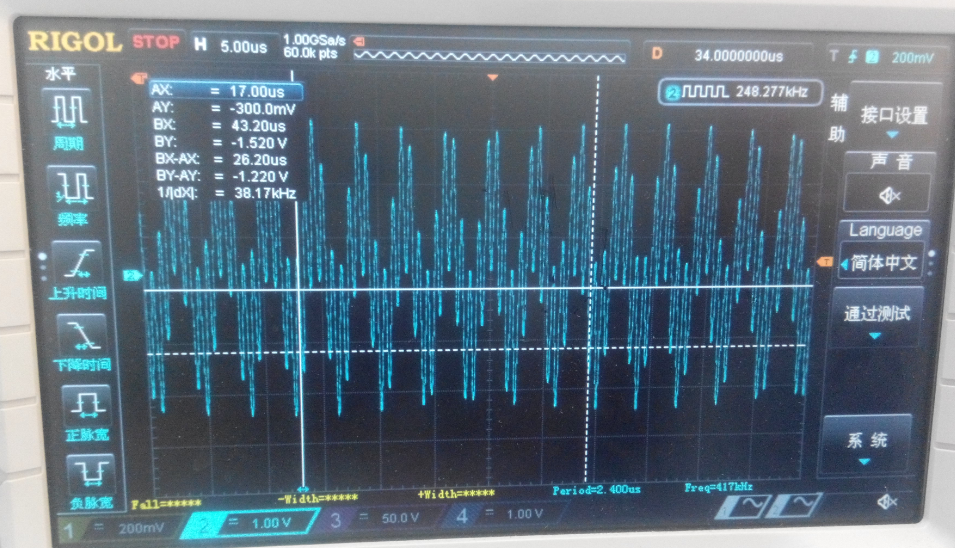 RIGOL STOP H 5.00us 1.00GSa/s 60.0k pts D 34.0000000us T 2 200mV
水平
周期
频率
上升时间
下降时间
正脉宽
负脉宽
AX: = 17.00us
AY: = -300.0mV
BX: = 43.20us
BY: = -1.520 V
BX-AX: = 26.20us
BY-AY: = -1.220 V
1/|dX|: = 38.17kHz
2 248.277kHz
辅助
接口设置
声音
Language
简体中文
通过测试
系统
T
2
Fall=***** -Width=***** +Width=***** Period=2.400us Freq=417kHz
1 = 200mV 2 = 1.00 V 3 = 50.0 V 4 = 1.00 V